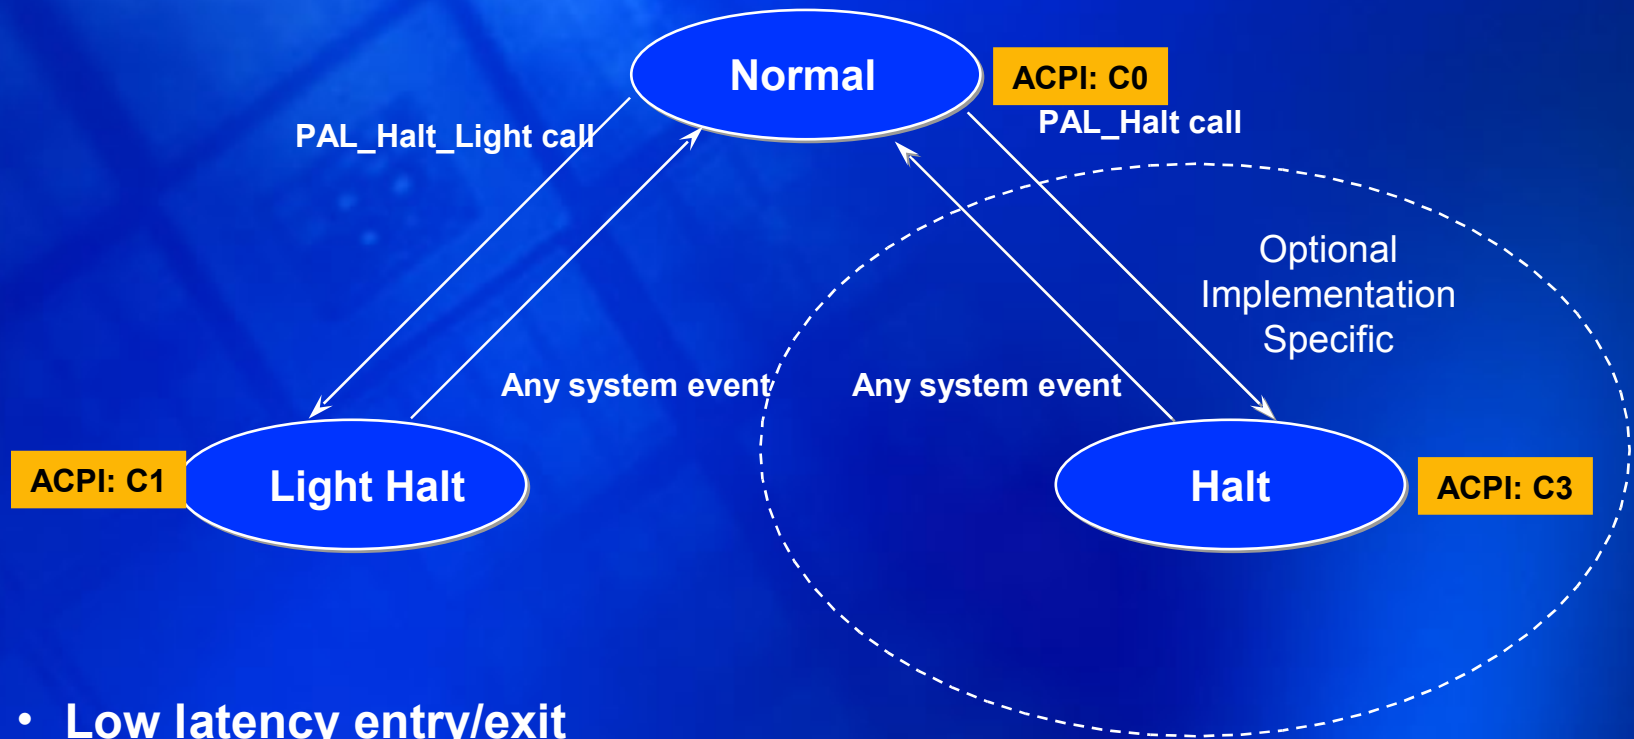 Normal
ACPI: C0
PAL_Halt_Light call
PAL_Halt call
Optional
Implementation
Specific
Any system event
Any system event
ACPI: C1
Light Halt
Halt
ACPI: C3
• Low latency entry/exit